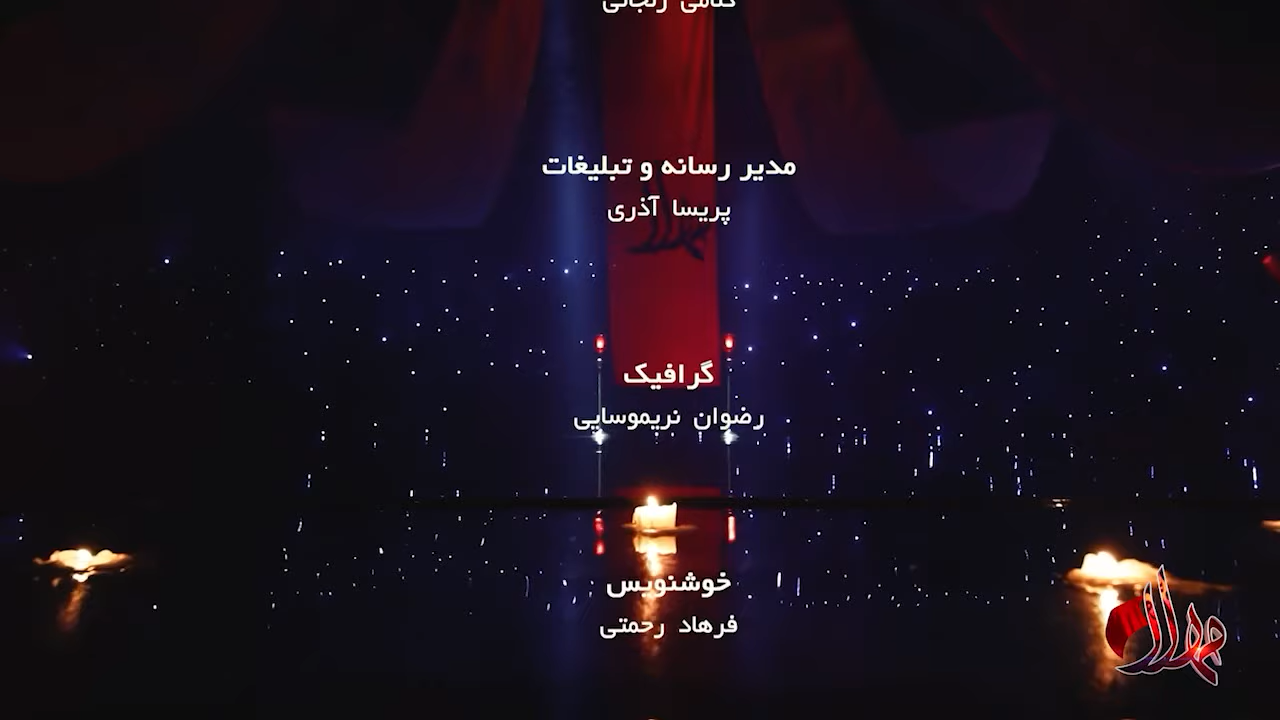 مدیر رسانه و تبلیغات
پریسا آذری
گرافیک
رضوان نریموسایی
خوشنویس
فرهاد رحمتی